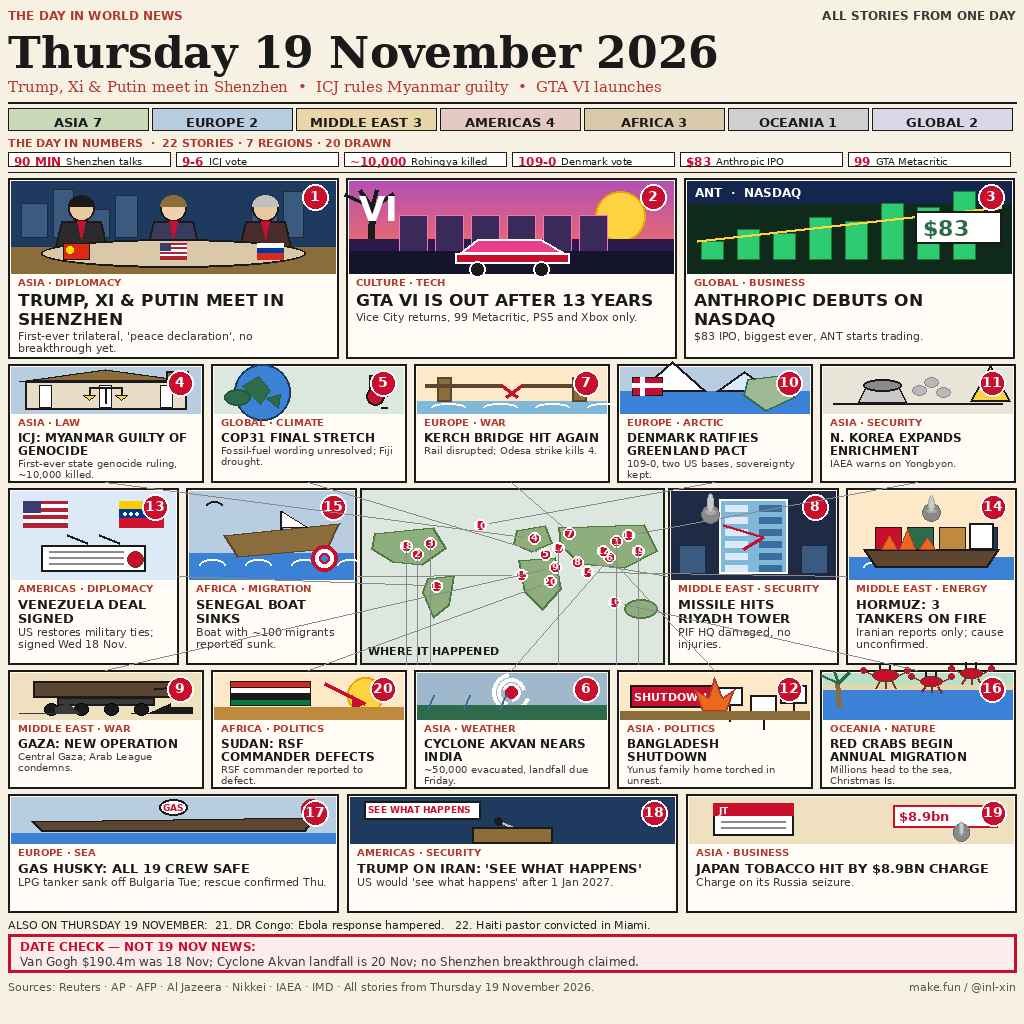 THE DAY IN WORLD NEWS
ALL STORIES FROM ONE DAY
Thursday 19 November 2026
Trump, Xi & Putin meet in Shenzhen • ICJ rules Myanmar guilty • GTA VI launches
ASIA 7
EUROPE 2
MIDDLE EAST 3
AMERICAS 4
AFRICA 3
OCEANIA 1
GLOBAL 2
THE DAY IN NUMBERS · 22 STORIES · 7 REGIONS · 20 DRAWN
90 MIN Shenzhen talks
9-6 ICJ vote
~10,000 Rohingya killed
109-0 Denmark vote
$83 Anthropic IPO
99 GTA Metacritic
1
ASIA · DIPLOMACY
TRUMP, XI & PUTIN MEET IN
SHENZHEN
First-ever trilateral, 'peace declaration', no
breakthrough yet.
VI
2
CULTURE · TECH
GTA VI IS OUT AFTER 13 YEARS
Vice City returns, 99 Metacritic, PS5 and Xbox only.
ANT · NASDAQ
3
$83
GLOBAL · BUSINESS
ANTHROPIC DEBUTS ON
NASDAQ
$83 IPO, biggest ever, ANT starts trading.
4
ASIA · LAW
ICJ: MYANMAR GUILTY OF
GENOCIDE
First-ever state genocide ruling,
~10,000 killed.
5
GLOBAL · CLIMATE
COP31 FINAL STRETCH
Fossil-fuel wording unresolved; Fiji
drought.
7
EUROPE · WAR
KERCH BRIDGE HIT AGAIN
Rail disrupted; Odesa strike kills 4.
10
EUROPE · ARCTIC
DENMARK RATIFIES
GREENLAND PACT
109-0, two US bases, sovereignty
kept.
11
ASIA · SECURITY
N. KOREA EXPANDS
ENRICHMENT
IAEA warns on Yongbyon.
13
AMERICAS · DIPLOMACY
VENEZUELA DEAL
SIGNED
US restores military ties;
signed Wed 18 Nov.
15
AFRICA · MIGRATION
SENEGAL BOAT
SINKS
Boat with ~100 migrants
reported sunk.
WHERE IT HAPPENED
8
MIDDLE EAST · SECURITY
MISSILE HITS
RIYADH TOWER
PIF HQ damaged, no
injuries.
14
MIDDLE EAST · ENERGY
HORMUZ: 3
TANKERS ON FIRE
Iranian reports only; cause
unconfirmed.
9
MIDDLE EAST · WAR
GAZA: NEW OPERATION
Central Gaza; Arab League
condemns.
20
AFRICA · POLITICS
SUDAN: RSF
COMMANDER DEFECTS
RSF commander reported to
defect.
6
ASIA · WEATHER
CYCLONE AKVAN NEARS
INDIA
~50,000 evacuated, landfall due
Friday.
SHUTDOWN
12
ASIA · POLITICS
BANGLADESH
SHUTDOWN
Yunus family home torched in
unrest.
16
OCEANIA · NATURE
RED CRABS BEGIN
ANNUAL MIGRATION
Millions head to the sea,
Christmas Is.
GAS
17
EUROPE · SEA
GAS HUSKY: ALL 19 CREW SAFE
LPG tanker sank off Bulgaria Tue; rescue confirmed Thu.
SEE WHAT HAPPENS
18
AMERICAS · SECURITY
TRUMP ON IRAN: 'SEE WHAT HAPPENS'
US would 'see what happens' after 1 Jan 2027.
JT
$8.9bn
19
ASIA · BUSINESS
JAPAN TOBACCO HIT BY $8.9BN CHARGE
Charge on its Russia seizure.
ALSO ON THURSDAY 19 NOVEMBER: 21. DR Congo: Ebola response hampered. 22. Haiti pastor convicted in Miami.
DATE CHECK — NOT 19 NOV NEWS:
Van Gogh $190.4m was 18 Nov; Cyclone Akvan landfall is 20 Nov; no Shenzhen breakthrough claimed.
Sources: Reuters · AP · AFP · Al Jazeera · Nikkei · IAEA · IMD · All stories from Thursday 19 November 2026.
make.fun / @inl-xin